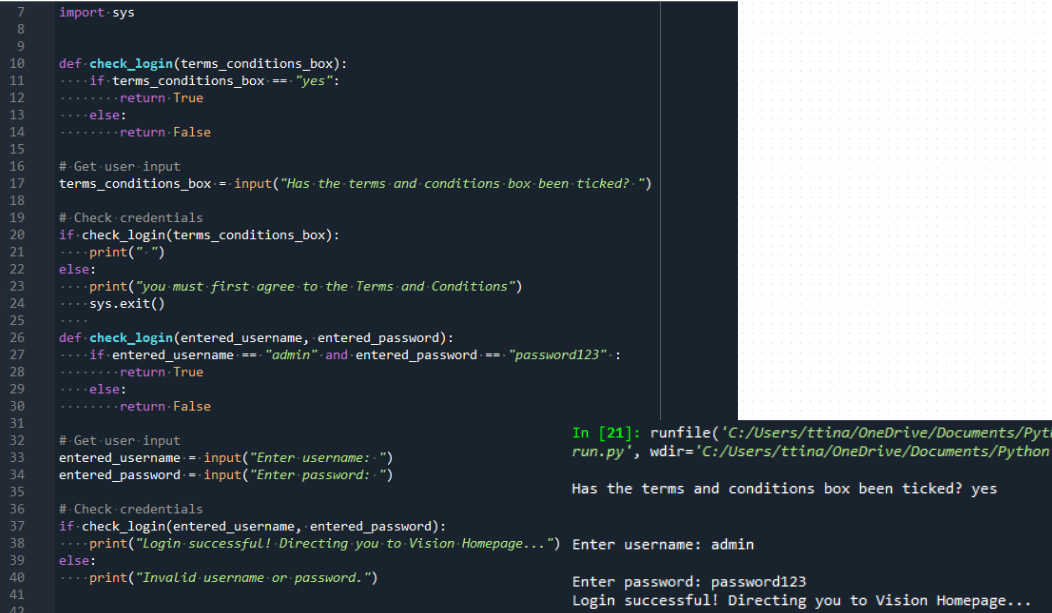 7 import sys
8
9
10 def check_login(terms_conditions_box):
11     if terms_conditions_box == "yes":
12         return True
13     else:
14         return False
15
16 # Get user input
17 terms_conditions_box = input("Has the terms and conditions box been ticked? ")
18
19 # Check credentials
20 if check_login(terms_conditions_box):
21     print(" ")
22 else:
23     print("you must first agree to the Terms and Conditions")
24     sys.exit()
25
26 def check_login(entered_username, entered_password):
27     if entered_username == "admin" and entered_password == "password123" :
28         return True
29     else:
30         return False
31
32 # Get user input
33 entered_username = input("Enter username: ")
34 entered_password = input("Enter password: ")
35
36 # Check credentials
37 if check_login(entered_username, entered_password):
38     print("Login successful! Directing you to Vision Homepage...")
39 else:
40     print("Invalid username or password.")
41
42
In [21]: runfile('C:/Users/ttina/OneDrive/Documents/Pyt
run.py', wdir='C:/Users/ttina/OneDrive/Documents/Python
Has the terms and conditions box been ticked? yes
Enter username: admin
Enter password: password123
Login successful! Directing you to Vision Homepage...